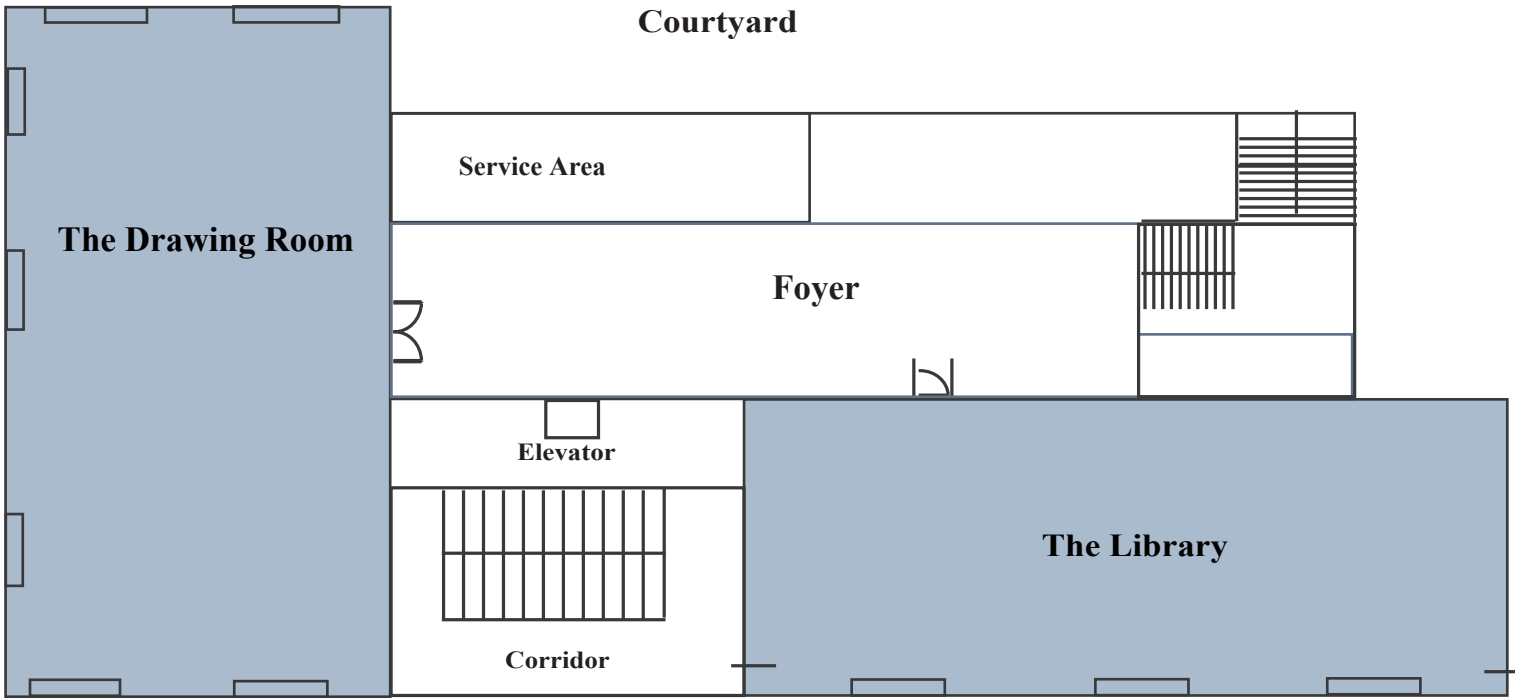 Courtyard
Service Area
The Drawing Room
Foyer
Elevator
The Library
Corridor